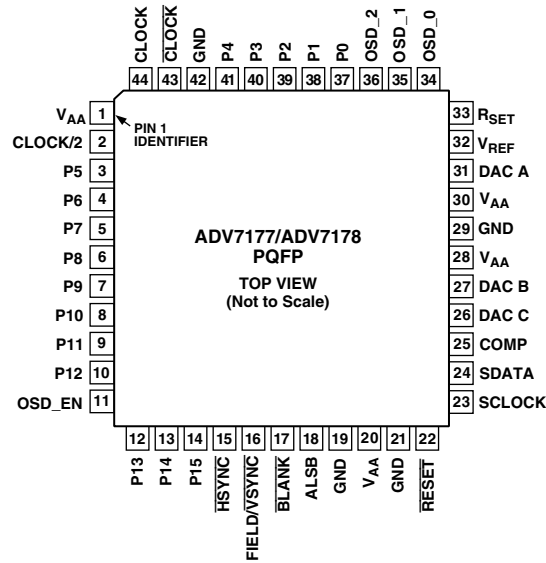 CLOCK
CLOCK
GND
P4
P3
P2
P1
P0
OSD_2
OSD_1
OSD_0
44 43 42 41 40 39 38 37 36 35 34
VAA 1
CLOCK/2 2
P5 3
P6 4
P7 5
P8 6
P9 7
P10 8
P11 9
P12 10
OSD_EN 11
PIN 1
IDENTIFIER
ADV7177/ADV7178
PQFP
TOP VIEW
(Not to Scale)
33 RSET
32 VREF
31 DAC A
30 VAA
29 GND
28 VAA
27 DAC B
26 DAC C
25 COMP
24 SDATA
23 SCLOCK
12 13 14 15 16 17 18 19 20 21 22
P13
P14
P15
HSYNC
FIELD/VSYNC
BLANK
ALSB
GND
VAA
GND
RESET